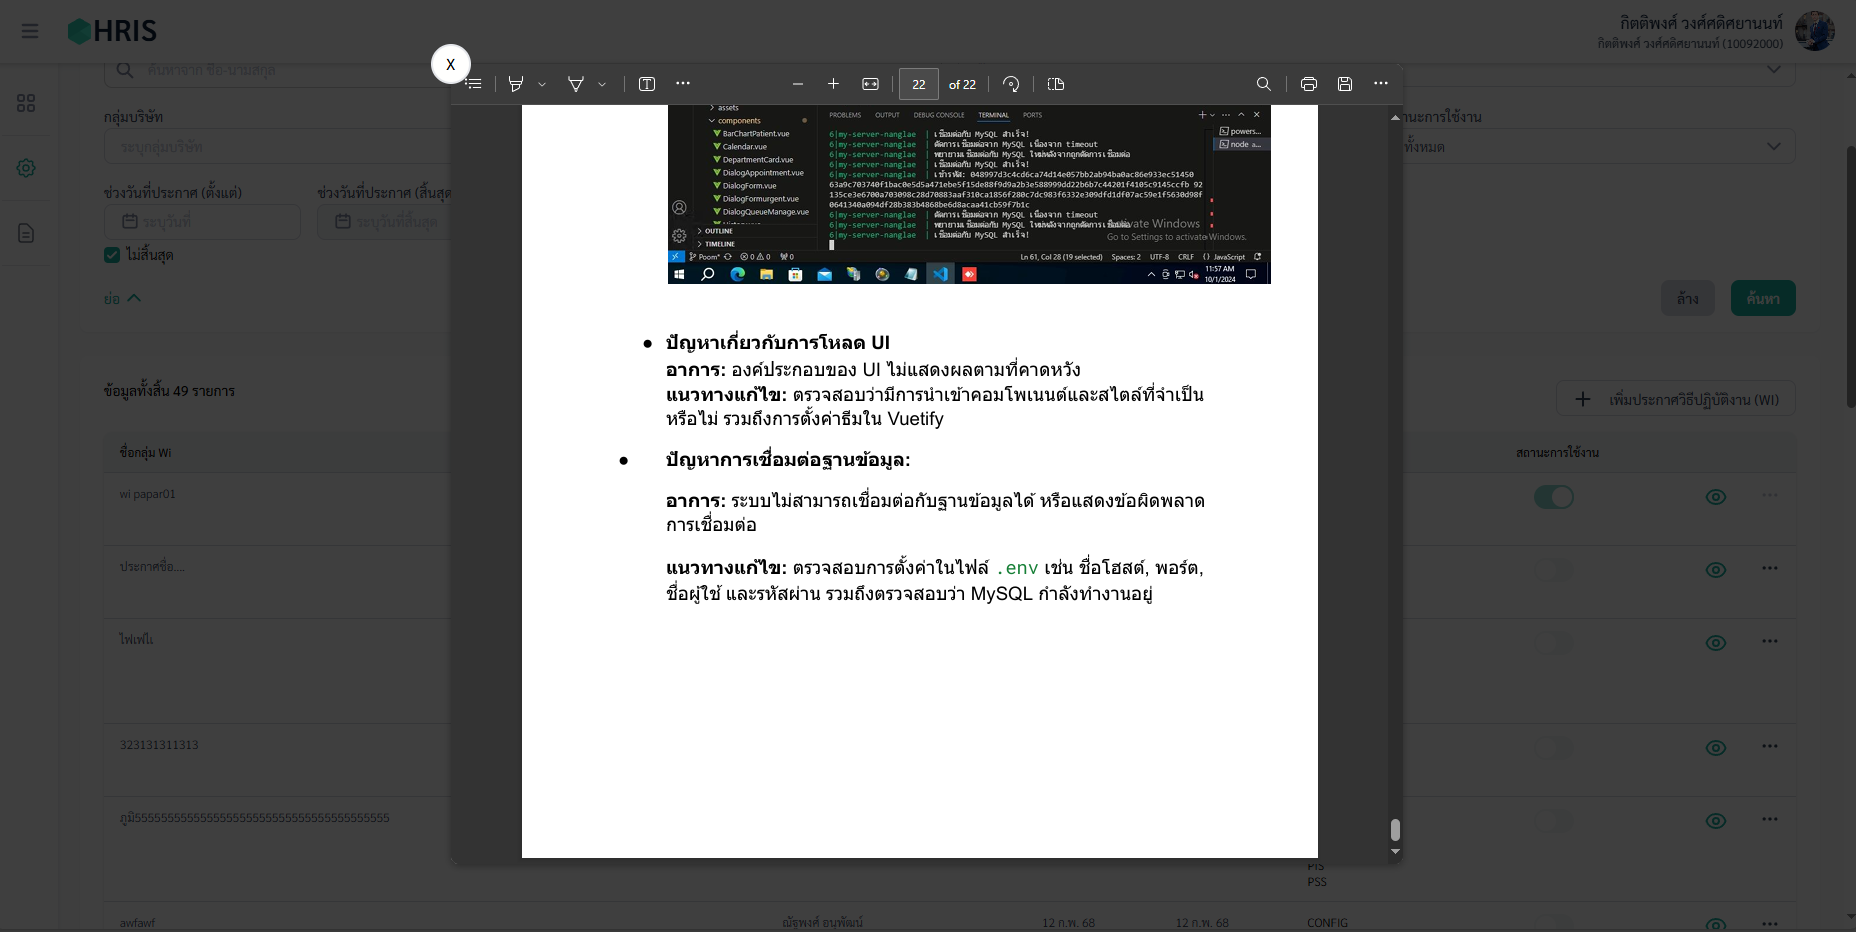 HRIS
กิตติพงศ์ วงศ์ศดิศยานนท์
กิตติพงศ์ วงศ์ศดิศยานนท์ (10092000)
X
22 of 22
ค้นหาจาก ชื่อ-นามสกุล
กลุ่มบริษัท
ระบุกลุ่มบริษัท
นะการใช้งาน
ทั้งหมด
ช่วงวันที่ประกาศ (ตั้งแต่)
ช่วงวันที่ประกาศ (สิ้นสุด
ระบุวันที่
ระบุวันที่สิ้นสุด
ไม่สิ้นสุด
ย่อ
ล้าง
ค้นหา
ข้อมูลทั้งสิ้น 49 รายการ
เพิ่มประกาศวิธีปฏิบัติงาน (WI)
ชื่อกลุ่ม Wi
สถานะการใช้งาน
wi papar01
ประกาศชื่อ....
323131311313
awfawf
ณัฐพงศ์ อนุพัฒน์
12 ก.พ. 68
12 ก.พ. 68
PIS
PSS
CONFIG
assets
components
BarChartPatient.vue
Calendar.vue
DepartmentCard.vue
DialogAppointment.vue
DialogForm.vue
DialogFormurgent.vue
DialogQueueManage.vue
OUTLINE
TIMELINE
PROBLEMS OUTPUT DEBUG CONSOLE TERMINAL PORTS
powers...
node a...
6|my-server-nanglae | เชื่อมต่อกับ MySQL สำเร็จ!
6|my-server-nanglae | ตัดการเชื่อมต่อจาก MySQL เนื่องจาก timeout
6|my-server-nanglae | พยายามเชื่อมต่อกับ MySQL ใหม่หลังจากถูกตัดการเชื่อมต่อ
6|my-server-nanglae | เชื่อมต่อกับ MySQL สำเร็จ!
6|my-server-nanglae | เข้ารหัส: 048997d3c4cd6ca74d14e057bb2ab94ba0ac86e933ec51450
63a9c703740f1bac0e5d5a471ebe5f15de88f9d9a2b3e588999dd22b6b7c44201f4105c9145ccfb 92
135ce3e6700a703098c28d70883aaf310ca1856f280c7dc983f6332e309dfd1df07ac59e1f5630d98f
0641340a094df28b383b4868be6d8acaa41cb59f7b1c
6|my-server-nanglae | ตัดการเชื่อมต่อจาก MySQL เนื่องจาก timeout
6|my-server-nanglae | พยายามเชื่อมต่อกับ MySQL ใหม่หลังจากถูกตัดการเชื่อมต่อ
6|my-server-nanglae | เชื่อมต่อกับ MySQL สำเร็จ!
Activate Windows
Go to Settings to activate Windows.
Poom* 0 0 0
Ln 61, Col 28 (19 selected) Spaces: 2 UTF-8 CRLF JavaScript
11:57 AM
10/1/2024
● ปัญหาเกี่ยวกับการโหลด UI
อาการ: องค์ประกอบของ UI ไม่แสดงผลตามที่คาดหวัง
แนวทางแก้ไข: ตรวจสอบว่ามีการนำเข้าคอมโพเนนต์และสไตล์ที่จำเป็น
หรือไม่ รวมถึงการตั้งค่าธีมใน Vuetify
● ปัญหาการเชื่อมต่อฐานข้อมูล:
อาการ: ระบบไม่สามารถเชื่อมต่อกับฐานข้อมูลได้ หรือแสดงข้อผิดพลาด
การเชื่อมต่อ
แนวทางแก้ไข: ตรวจสอบการตั้งค่าในไฟล์ .env เช่น ชื่อโฮสต์, พอร์ต,
ชื่อผู้ใช้ และรหัสผ่าน รวมถึงตรวจสอบว่า MySQL กำลังทำงานอยู่